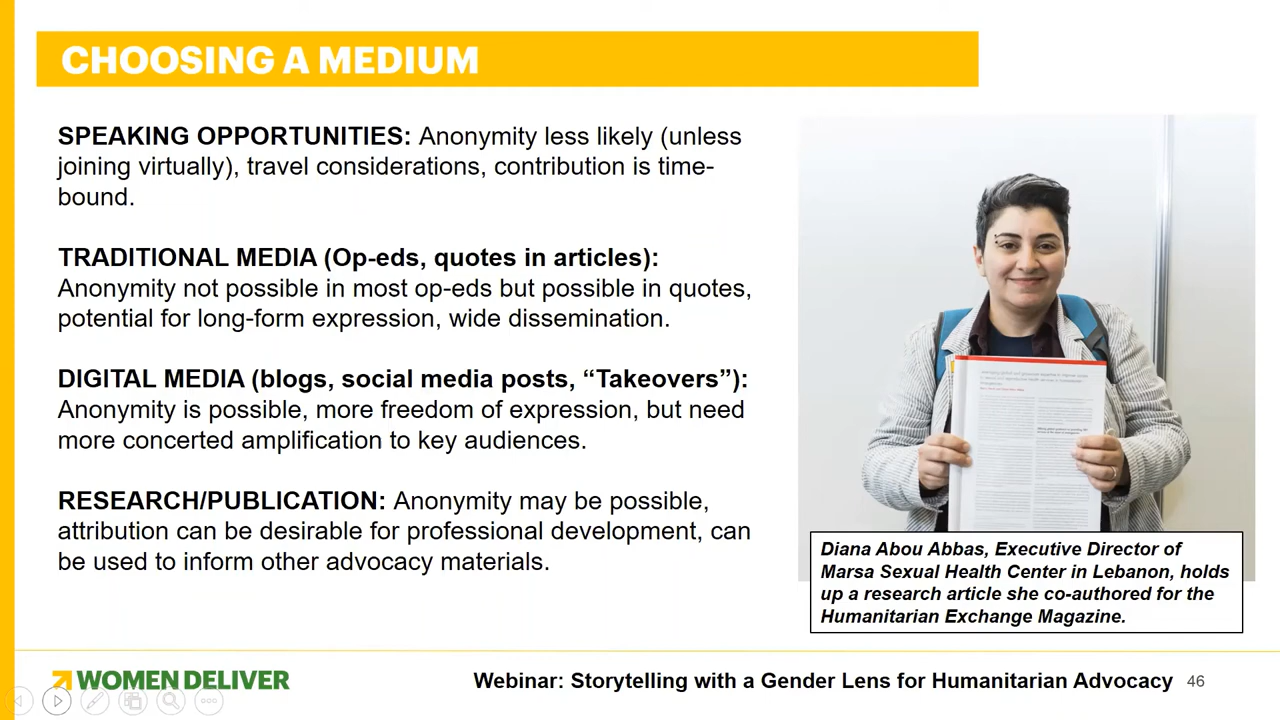 CHOOSING A MEDIUM
SPEAKING OPPORTUNITIES: Anonymity less likely (unless
joining virtually), travel considerations, contribution is time-
bound.
TRADITIONAL MEDIA (Op-eds, quotes in articles):
Anonymity not possible in most op-eds but possible in quotes,
potential for long-form expression, wide dissemination.
DIGITAL MEDIA (blogs, social media posts, “Takeovers”):
Anonymity is possible, more freedom of expression, but need
more concerted amplification to key audiences.
RESEARCH/PUBLICATION: Anonymity may be possible,
attribution can be desirable for professional development, can
be used to inform other advocacy materials.
Diana Abou Abbas, Executive Director of
Marsa Sexual Health Center in Lebanon, holds
up a research article she co-authored for the
Humanitarian Exchange Magazine.
WOMEN DELIVER
Webinar: Storytelling with a Gender Lens for Humanitarian Advocacy 46